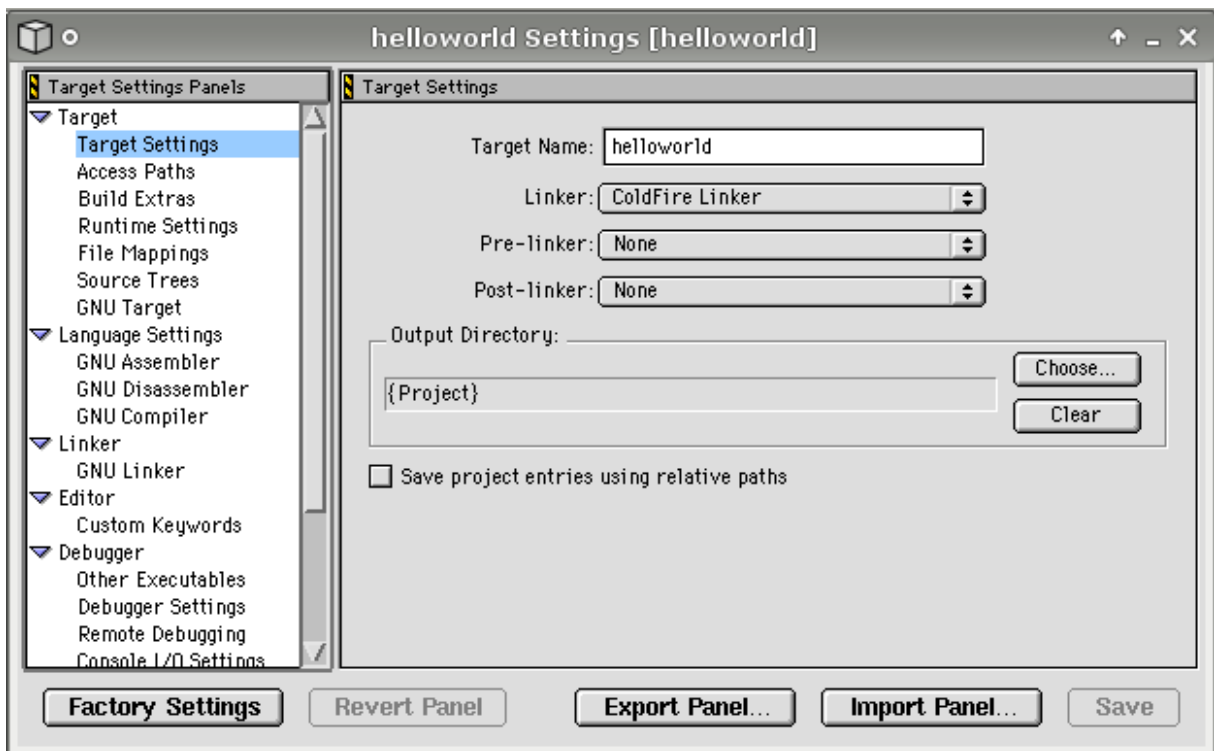 helloworld Settings [helloworld]
Target Settings Panels
Target
Target Settings
Access Paths
Build Extras
Runtime Settings
File Mappings
Source Trees
GNU Target
Language Settings
GNU Assembler
GNU Disassembler
GNU Compiler
Linker
GNU Linker
Editor
Custom Keywords
Debugger
Other Executables
Debugger Settings
Remote Debugging
Console I/O Settings
Target Settings
Target Name: helloworld
Linker: ColdFire Linker
Pre-linker: None
Post-linker: None
Output Directory:
Choose...
{Project}
Clear
Save project entries using relative paths
Factory Settings Revert Panel Export Panel... Import Panel... Save